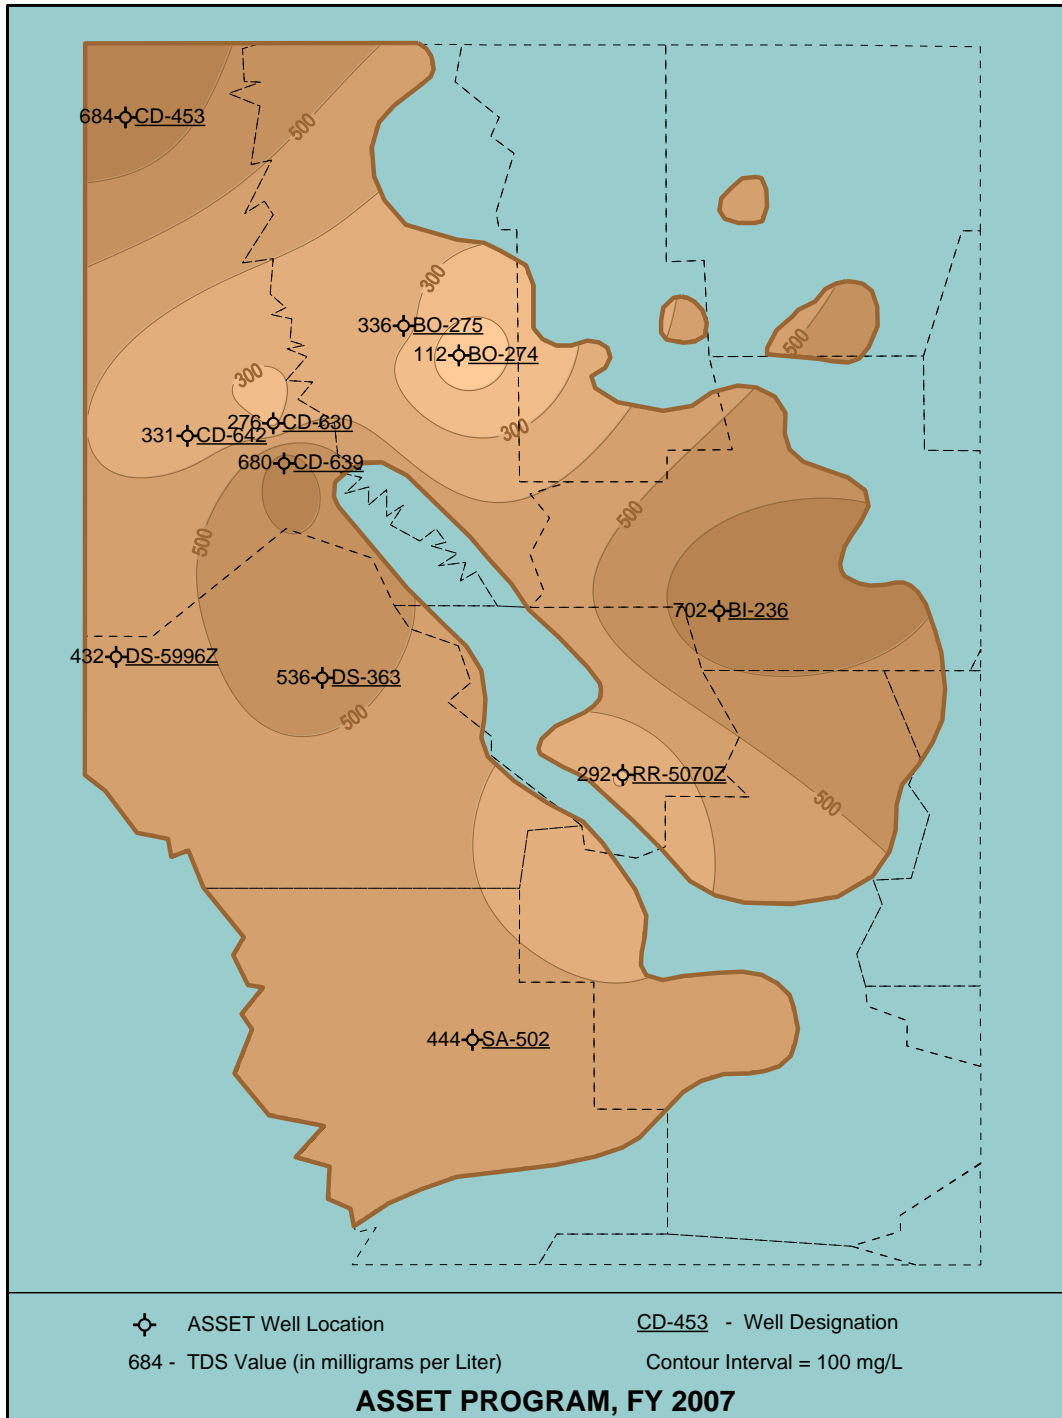 684 CD-453
500
300
336 BO-275
112 BO-274
500
300
276 CD-630
331 CD-642
300
680 CD-639
500
500
702 BI-236
432 DS-5996Z
536 DS-363
500
292 RR-5070Z
500
444 SA-502
ASSET Well Location
CD-453 - Well Designation
684 - TDS Value (in milligrams per Liter)
Contour Interval = 100 mg/L
ASSET PROGRAM, FY 2007